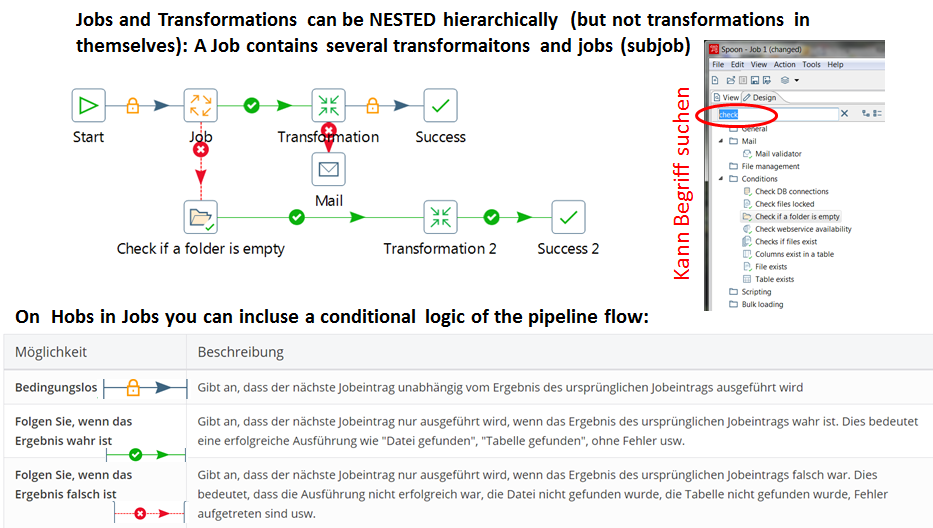 Jobs and Transformations can be NESTED hierarchically (but not transformations in
themselves): A Job contains several transformaitons and jobs (subjob)
Start
Job
Transformation
Success
Mail
Check if a folder is empty
Transformation 2
Success 2
Kann Begriff suchen
Spoon - Job 1 (changed)
File Edit View Action Tools Help
View Design
check
General
Mail
Mail validator
File management
Conditions
Check DB connections
Check files locked
Check if a folder is empty
Check webservice availability
Checks if files exist
Columns exist in a table
File exists
Table exists
Scripting
Bulk loading
On Hobs in Jobs you can incluse a conditional logic of the pipeline flow:
Möglichkeit Beschreibung
Bedingungslos Gibt an, dass der nächste Jobeintrag unabhängig vom Ergebnis des ursprünglichen Jobeintrags ausgeführt wird
Folgen Sie, wenn das
Ergebnis wahr ist
Gibt an, dass der nächste Jobeintrag nur ausgeführt wird, wenn das Ergebnis des ursprünglichen Jobeintrags wahr ist. Dies bedeutet
eine erfolgreiche Ausführung wie "Datei gefunden", "Tabelle gefunden", ohne Fehler usw.
Folgen Sie, wenn das
Ergebnis falsch ist
Gibt an, dass der nächste Jobeintrag nur ausgeführt wird, wenn das Ergebnis des ursprünglichen Jobeintrags falsch war. Dies
bedeutet, dass die Ausführung nicht erfolgreich war, die Datei nicht gefunden wurde, die Tabelle nicht gefunden wurde, Fehler
aufgetreten sind usw.